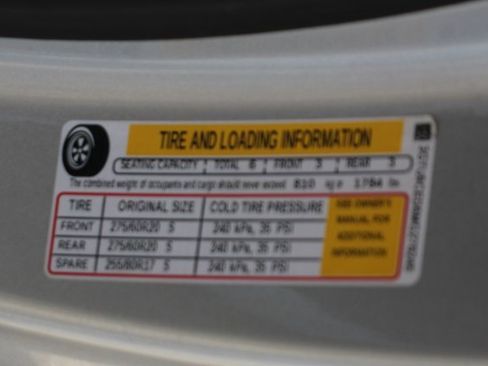 TIRE AND LOADING INFORMATION
SEATING CAPACITY TOTAL 6 FRONT 3 REAR 3
The combined weight of occupants and cargo should never exceed 810 kg or lbs
TIRE ORIGINAL SIZE COLD TIRE PRESSURE
FRONT 275/60R20 S 240 kPa, 35 PSI
REAR 275/60R20 S 240 kPa, 35 PSI
SPARE 255/80R17 S 240 kPa, 35 PSI
SEE OWNER'S
MANUAL FOR
ADDITIONAL
INFORMATION